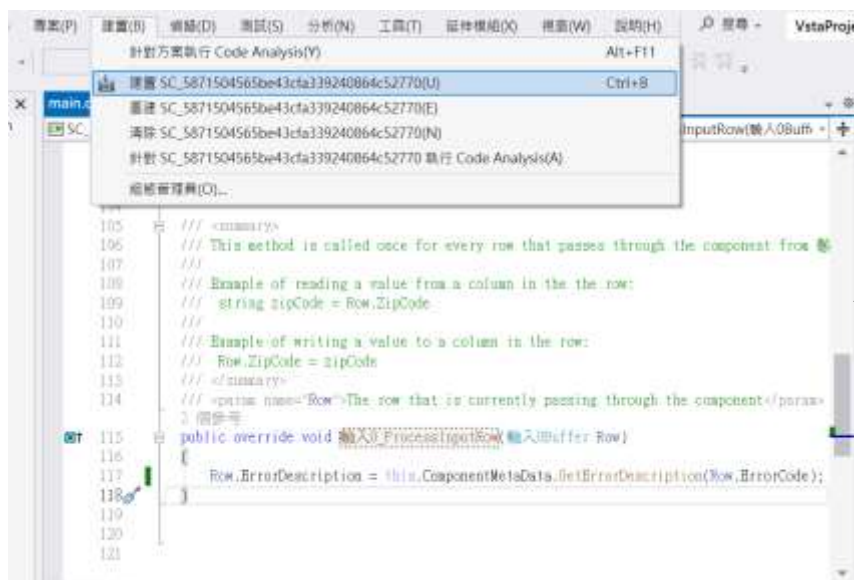 專案(P) 建置(B) 偵錯(D) 測試(S) 分析(N) 工具(T) 延伸模組(X) 視窗(W) 說明(H) 搜尋 VstaProje
針對方案執行 Code Analysis(Y) Alt+F11
建置 SC_5871504565be43cfa339240864c52770(U) Ctrl+B
main.c
重建 SC_5871504565be43cfa339240864c52770(E)
SC_ nputRow(輸入0Buffe
清除 SC_5871504565be43cfa339240864c52770(N)
針對 SC_5871504565be43cfa339240864c52770 執行 Code Analysis(A)
組態管理員(O)...
105 /// <summary>
106 /// This method is called once for every row that passes through the component from
107 ///
108 /// Example of reading a value from a column in the the row:
109 /// string zipCode = Row.ZipCode
110 ///
111 /// Example of writing a value to a column in the row:
112 /// Row.ZipCode = zipCode
113 /// </summary>
114 /// <param name="Row">The row that is currently passing through the component</param>
個參考
115 public override void 輸入0_ProcessInputRow(輸入0Buffer Row)
116 {
117 Row.ErrorDescription = this.ComponentMetaData.GetErrorDescription(Row.ErrorCode);
118 }
119
120
121